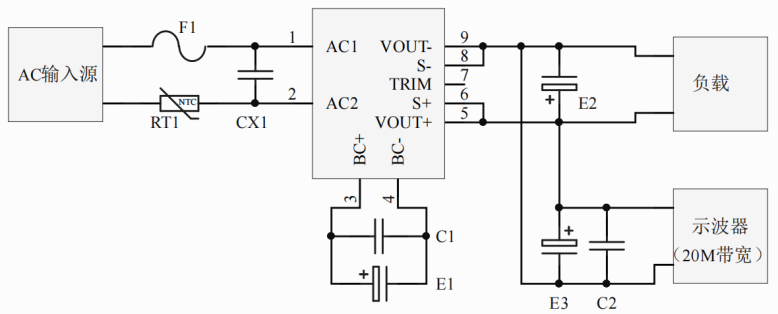 F1
AC输入源
NTC
RT1
CX1
1
2
AC1
AC2
VOUT-
S-
TRIM
S+
VOUT+
BC+
BC-
9
8
7
6
5
3
4
C1
+
E1
+
E2
负载
+
E3
C2
示波器
（20M带宽）